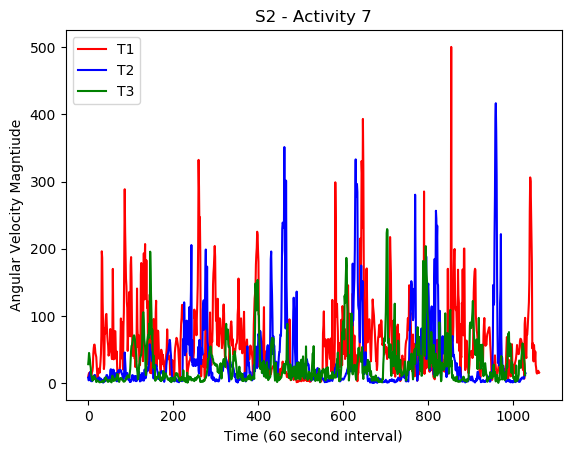 S2 - Activity 7
T1
T2
T3
Angular Velocity Magntiude
500
400
300
200
100
0
0 200 400 600 800 1000
Time (60 second interval)